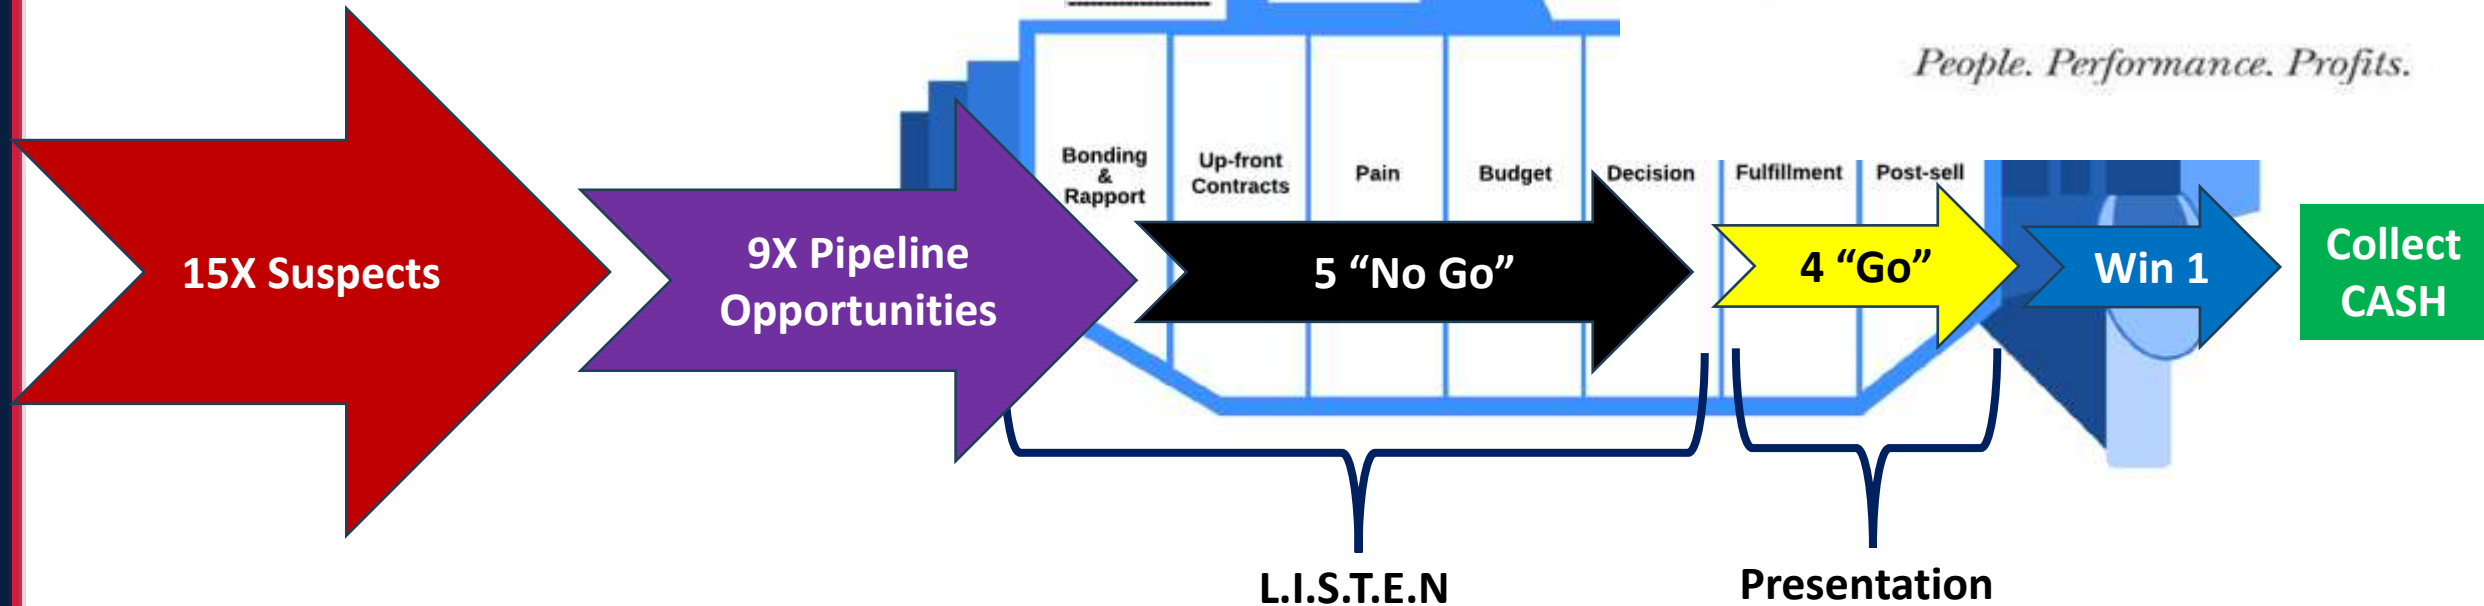 People. Performance. Profits.
Bonding
&
Rapport
Up-front
Contracts
Pain
Budget
Decision
Fulfillment
Post-sell
15X Suspects
9X Pipeline
Opportunities
5 “No Go”
4 “Go”
Win 1
Collect
CASH
L.I.S.T.E.N
Presentation